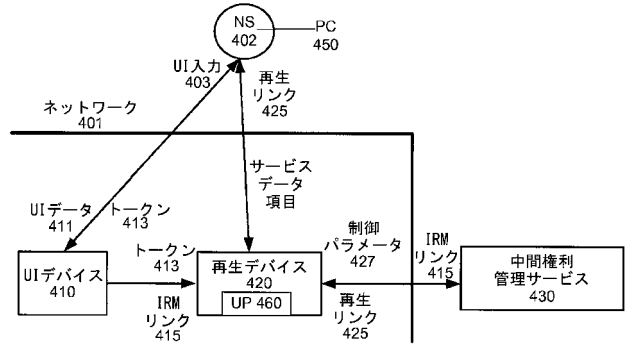 NS
402
PC
450
UI入力
403
再生
リンク
425
ネットワーク
401
サービス
データ
項目
UIデータ
411
トークン
413
制御
パラメータ
427
IRM
リンク
415
UIデバイス
410
トークン
413
IRM
リンク
415
再生デバイス
420
UP 460
再生
リンク
425
中間権利
管理サービス
430